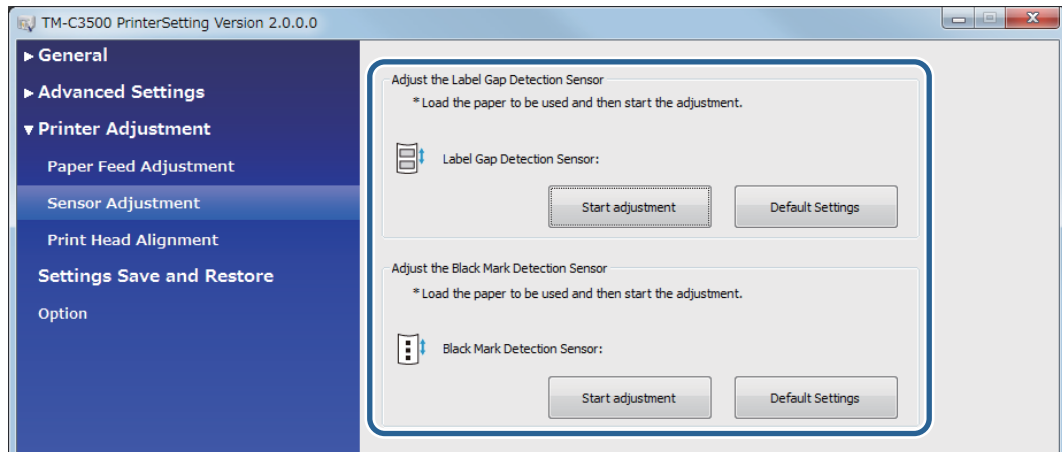 TM-C3500 PrinterSetting Version 2.0.0.0
General
Advanced Settings
Printer Adjustment
Paper Feed Adjustment
Sensor Adjustment
Print Head Alignment
Settings Save and Restore
Option
Adjust the Label Gap Detection Sensor
*Load the paper to be used and then start the adjustment.
Label Gap Detection Sensor:
Start adjustment
Default Settings
Adjust the Black Mark Detection Sensor
*Load the paper to be used and then start the adjustment.
Black Mark Detection Sensor:
Start adjustment
Default Settings